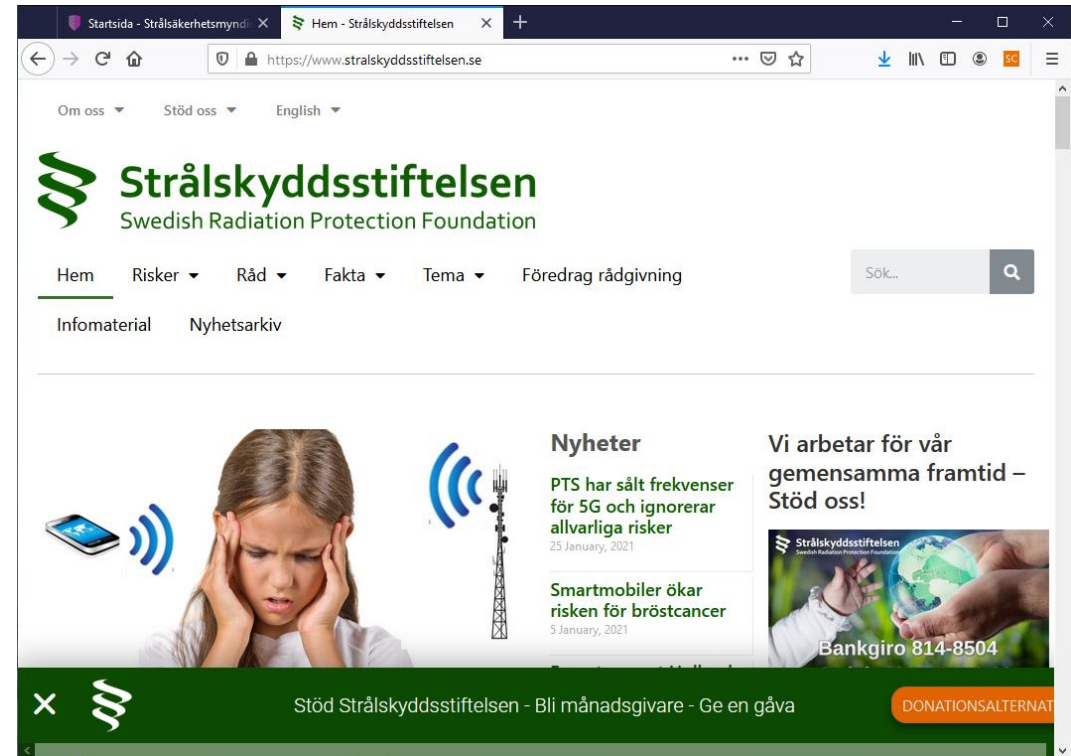 Startsida - Strålsäkerhetsmyndi
Hem - Strålskyddsstiftelsen
https://www.stralskyddsstiftelsen.se
SC
Om oss
Stöd oss
English
Strålskyddsstiftelsen
Swedish Radiation Protection Foundation
Hem
Risker
Råd
Fakta
Tema
Föredrag rådgivning
Sök...
Infomaterial
Nyhetsarkiv
Nyheter
PTS har sålt frekvenser
för 5G och ignorerar
allvarliga risker
25 January, 2021
Smartmobiler ökar
risken för bröstcancer
5 January, 2021
Vi arbetar för vår
gemensamma framtid –
Stöd oss!
Strålskyddsstiftelsen
Swedish Radiation Protection Foundation
Bankgiro 814-8504
Stöd Strålskyddsstiftelsen - Bli månadsgivare - Ge en gåva
DONATIONSALTERNAT